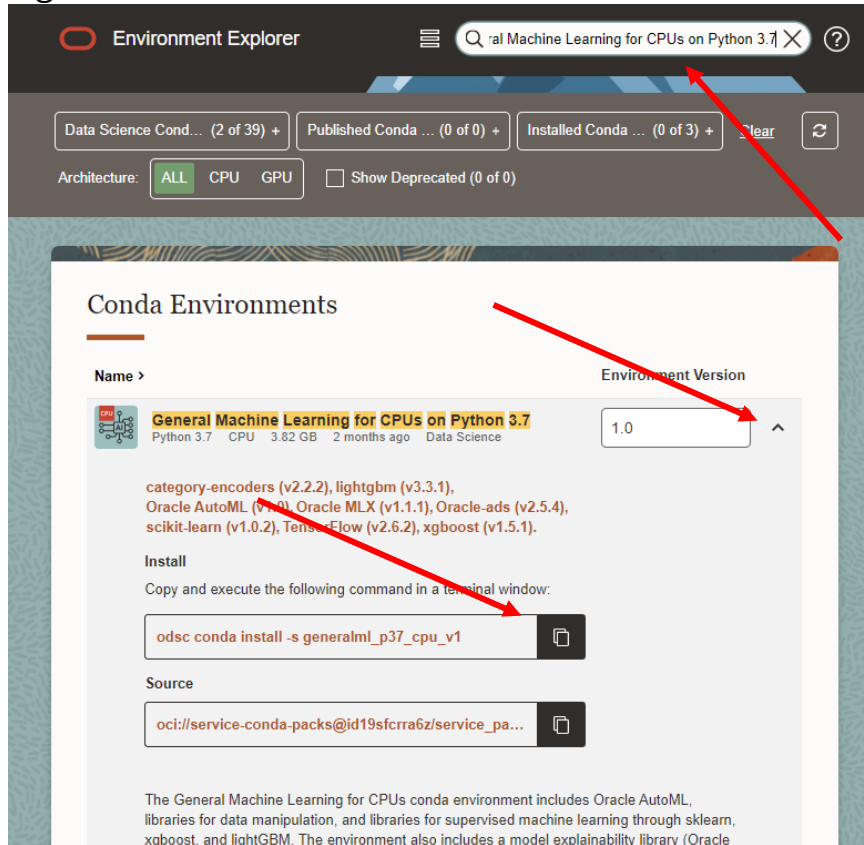 Environment Explorer
ral Machine Learning for CPUs on Python 3.7
Data Science Cond... (2 of 39) +
Published Conda ... (0 of 0) +
Installed Conda ... (0 of 3) +
Clear
Architecture: ALL CPU GPU
Show Deprecated (0 of 0)
Conda Environments
Name >
Environment Version
CPU
General Machine Learning for CPUs on Python 3.7
1.0
Python 3.7 CPU 3.82 GB 2 months ago Data Science
category-encoders (v2.2.2), lightgbm (v3.3.1),
Oracle AutoML (v1.0), Oracle MLX (v1.1.1), Oracle-ads (v2.5.4),
scikit-learn (v1.0.2), TensorFlow (v2.6.2), xgboost (v1.5.1).
Install
Copy and execute the following command in a terminal window:
odsc conda install -s generalml_p37_cpu_v1
Source
oci://service-conda-packs@id19sfcrra6z/service_pa...
The General Machine Learning for CPUs conda environment includes Oracle AutoML,
libraries for data manipulation, and libraries for supervised machine learning through sklearn,
xgboost, and lightGBM. The environment also includes a model explainability library (Oracle